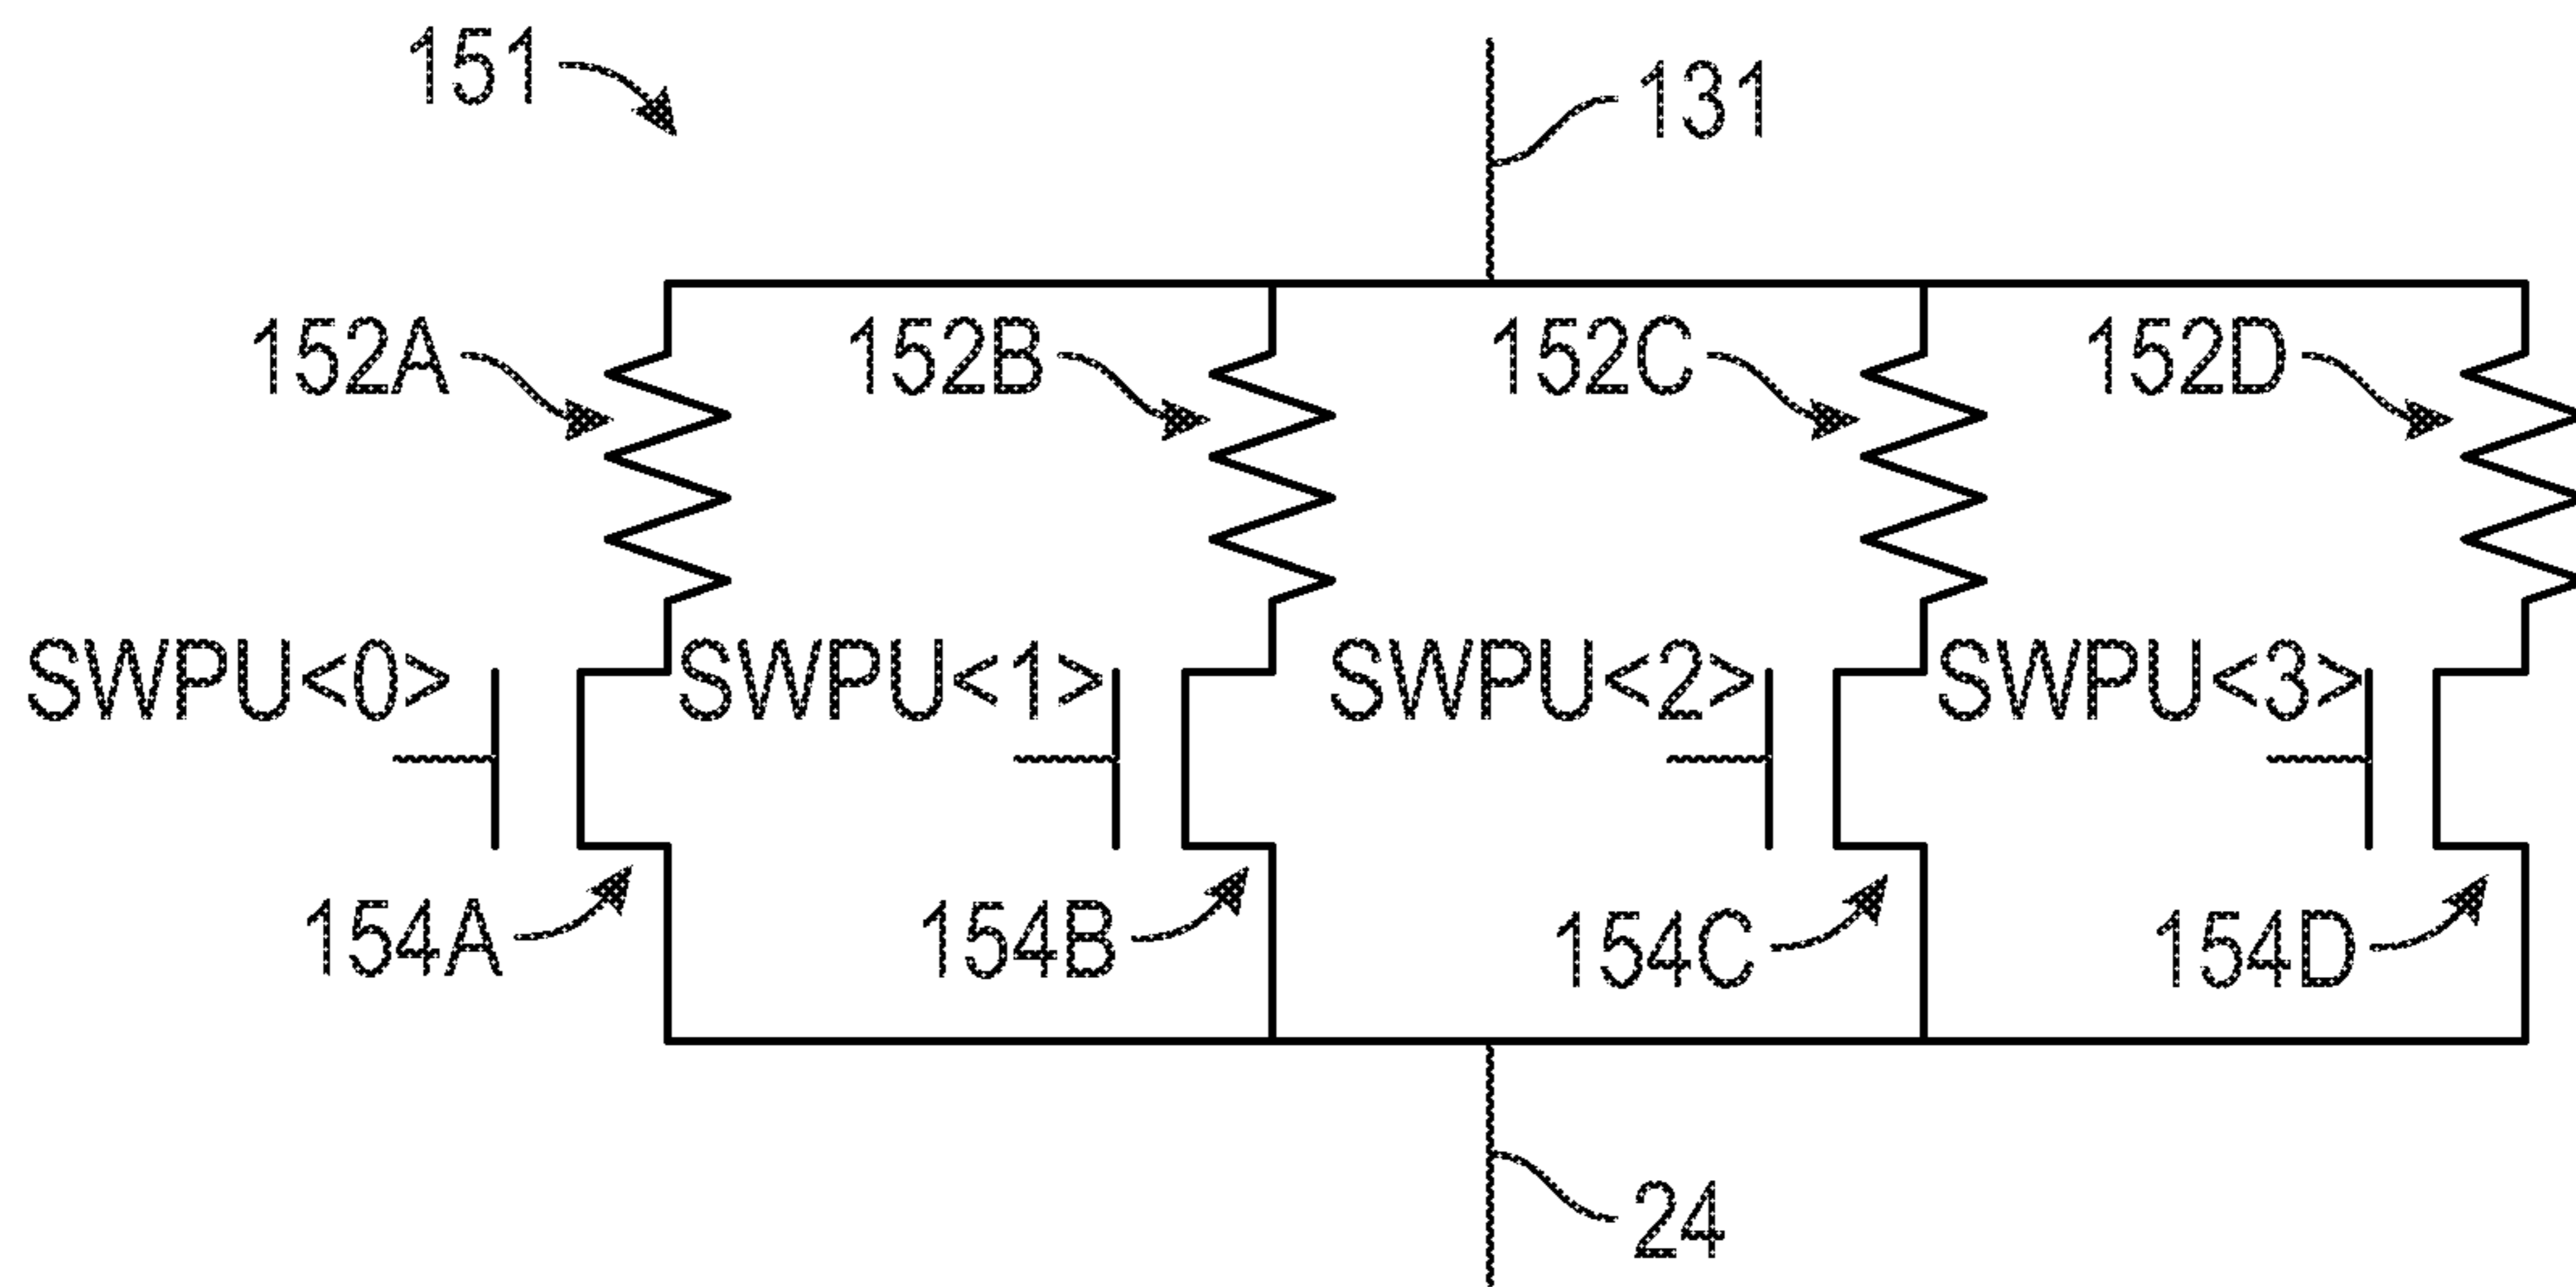 151
131
152A 152B 152C 152D
SWPU<0> SWPU<1> SWPU<2> SWPU<3>
154A 154B 154C 154D
24